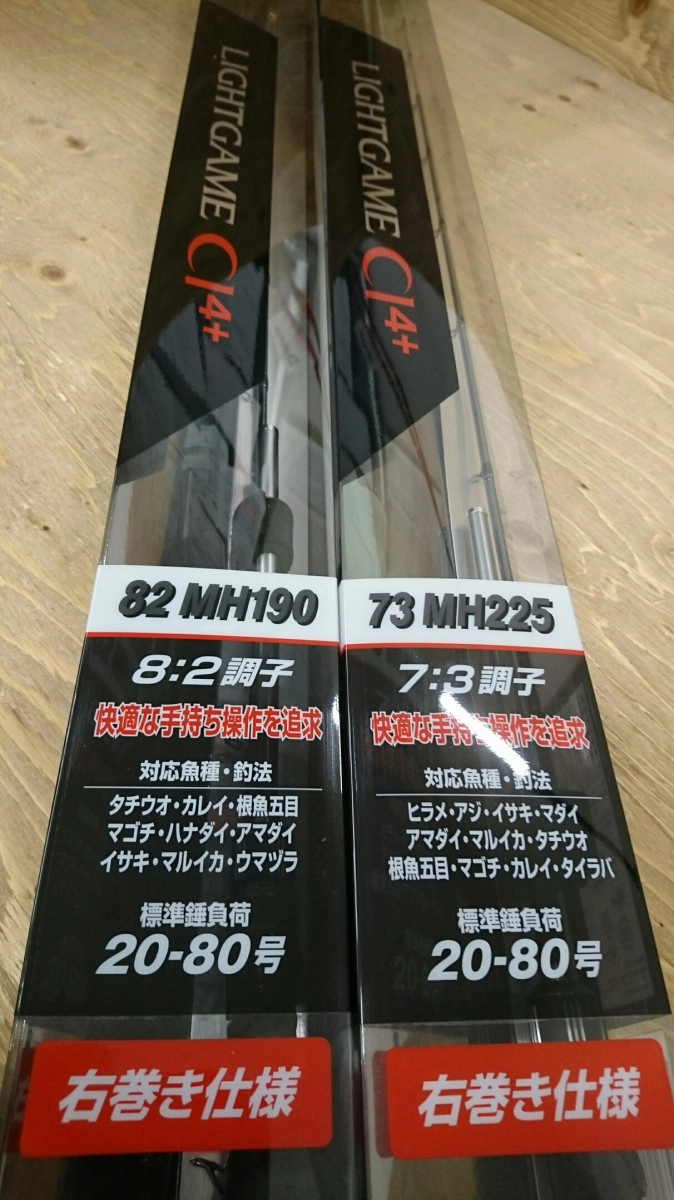 LIGHTGAME CI4+
82 MH190
8:2調子
快適な手持ち操作を追求
対応魚種・釣法
タチウオ・カレイ・根魚五目
マゴチ・ハナダイ・アマダイ
イサキ・マルイカ・ウマヅラ
標準錘負荷
20-80号
右巻き仕様
LIGHTGAME CI4+
73 MH225
7:3調子
快適な手持ち操作を追求
対応魚種・釣法
ヒラメ・アジ・イサキ・マダイ
アマダイ・マルイカ・タチウオ
根魚五目・マゴチ・カレイ・タイラバ
標準錘負荷
20-80号
右巻き仕様